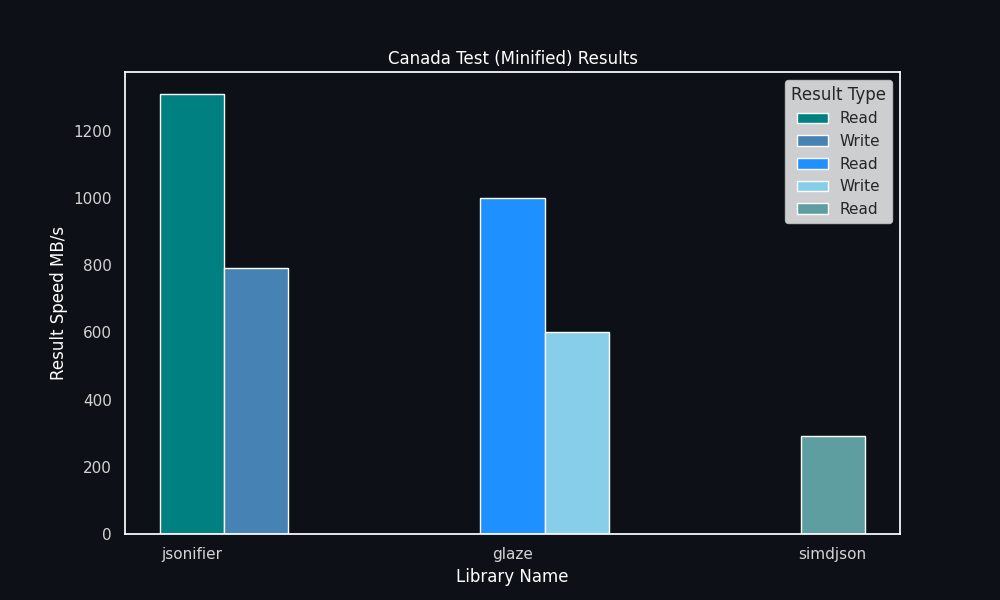 Canada Test (Minified) Results
Result Type
Read
Write
Read
Write
Read
Result Speed MB/s
1200
1000
800
600
400
200
0
jsonifier glaze simdjson
Library Name